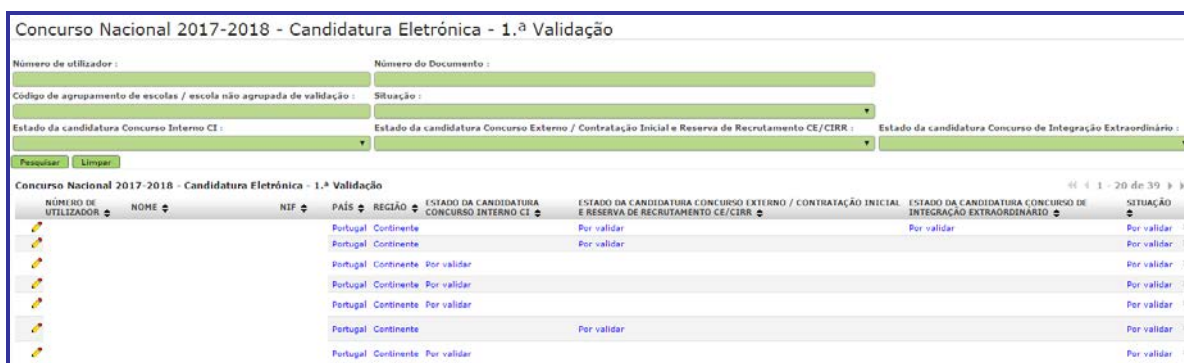 Concurso Nacional 2017-2018 - Candidatura Eletrónica - 1.ª Validação
Número de utilizador :
Número do Documento :
Código de agrupamento de escolas / escola não agrupada de validação :
Situação :
Estado da candidatura Concurso Interno CI :
Estado da candidatura Concurso Externo / Contratação Inicial e Reserva de Recrutamento CE/CIRR :
Estado da candidatura Concurso de Integração Extraordinário :
Pesquisar Limpar
Concurso Nacional 2017-2018 - Candidatura Eletrónica - 1.ª Validação
1 - 20 de 39
NÚMERO DE UTILIZADOR NOME NIF PAÍS REGIÃO ESTADO DA CANDIDATURA CONCURSO INTERNO CI ESTADO DA CANDIDATURA CONCURSO EXTERNO / CONTRATAÇÃO INICIAL E RESERVA DE RECRUTAMENTO CE/CIRR ESTADO DA CANDIDATURA CONCURSO DE INTEGRAÇÃO EXTRAORDINÁRIO SITUAÇÃO
Portugal Continente Por validar Por validar Por validar
Portugal Continente Por validar Por validar
Portugal Continente Por validar Por validar
Portugal Continente Por validar Por validar
Portugal Continente Por validar Por validar
Portugal Continente Por validar Por validar
Portugal Continente Por validar Por validar